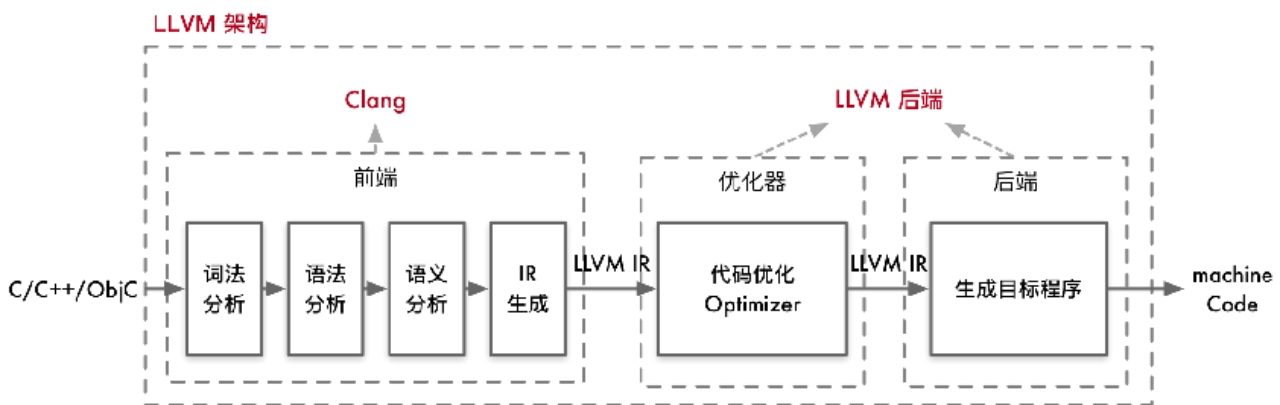 LLVM 架构
Clang
LLVM 后端
前端
优化器
后端
C/C++/ObjC
词法
分析
语法
分析
语义
分析
IR
生成
LLVM IR
代码优化
Optimizer
LLVM IR
生成目标程序
machine
Code